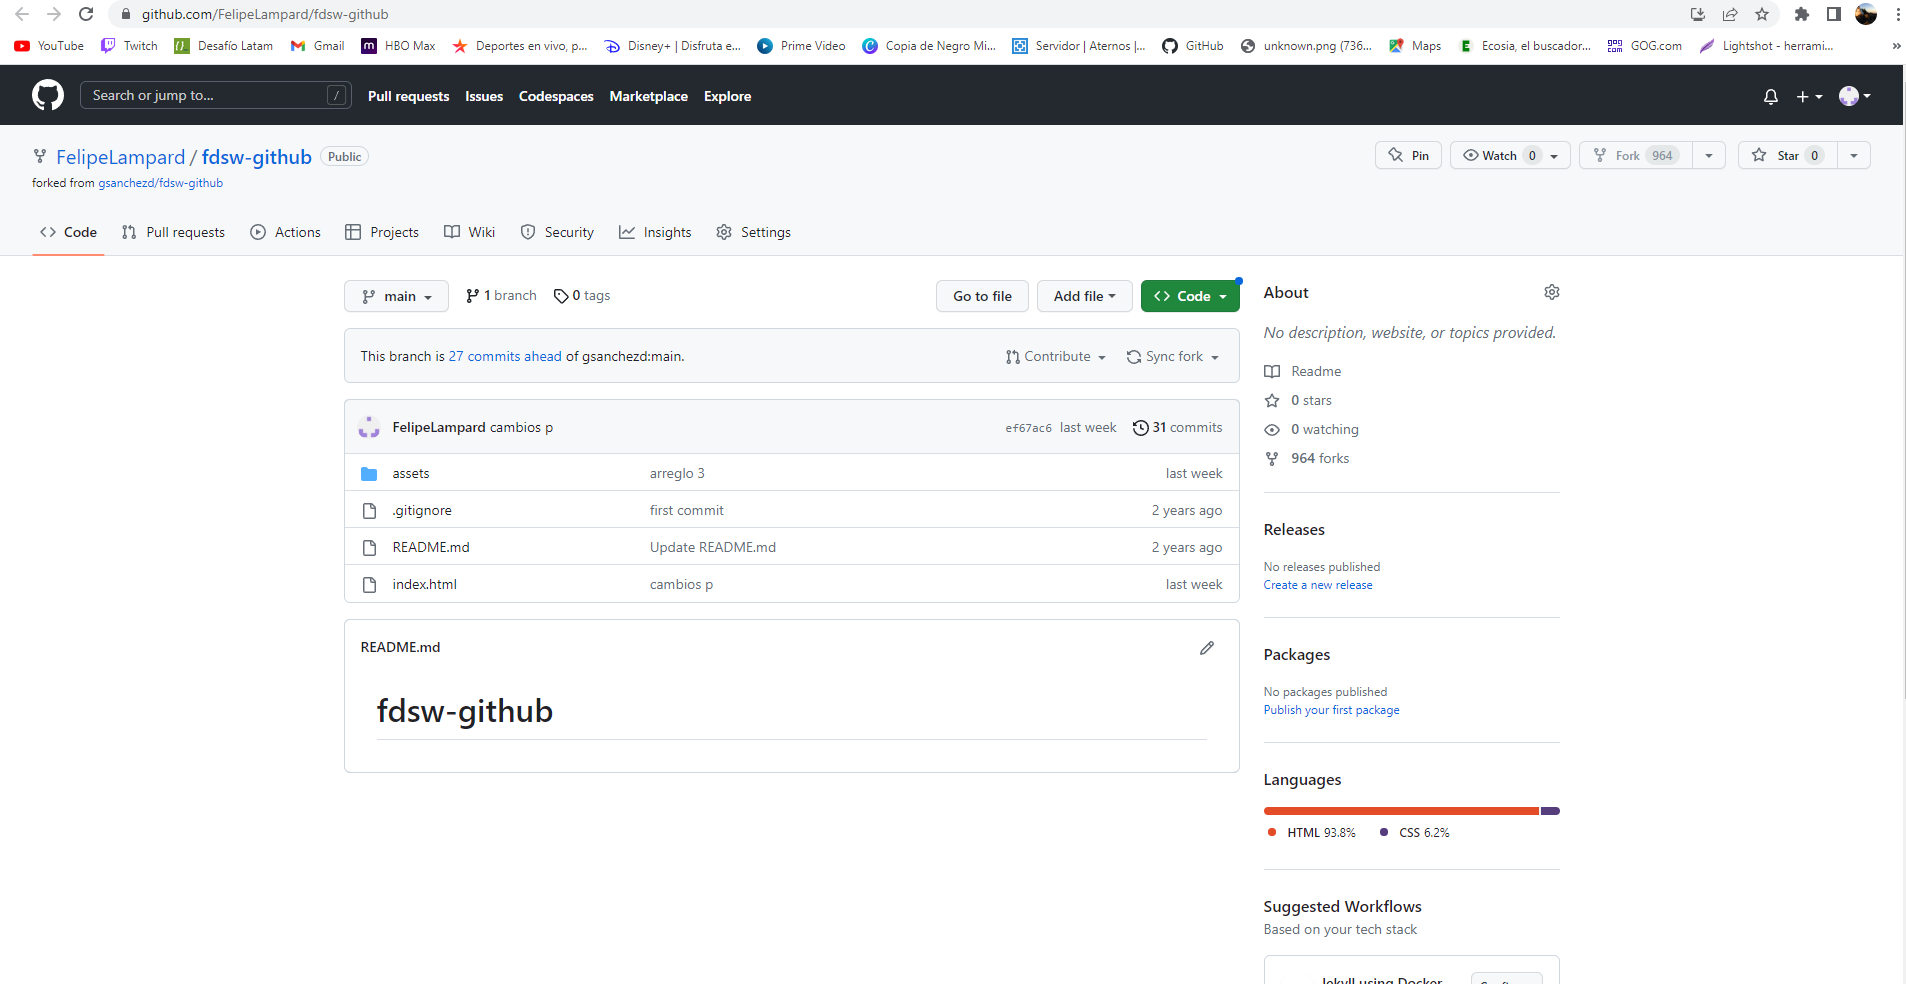 github.com/FelipeLampard/fdsw-github
YouTube Twitch Desafío Latam Gmail HBO Max Deportes en vivo, p... Disney+ | Disfruta e... Prime Video Copia de Negro Mi... Servidor | Aternos |... GitHub unknown.png (736... Maps Ecosia, el buscador... GOG.com Lightshot - herrami... »
Search or jump to... / Pull requests Issues Codespaces Marketplace Explore
FelipeLampard / fdsw-github Public Pin Watch 0 Fork 964 Star 0
forked from gsanchezd/fdsw-github
Code Pull requests Actions Projects Wiki Security Insights Settings
main 1 branch 0 tags Go to file Add file Code
This branch is 27 commits ahead of gsanchezd:main. Contribute Sync fork
FelipeLampard cambios p ef67ac6 last week 31 commits
assets arreglo 3 last week
.gitignore first commit 2 years ago
README.md Update README.md 2 years ago
index.html cambios p last week
README.md
fdsw-github
About
No description, website, or topics provided.
Readme
0 stars
0 watching
964 forks
Releases
No releases published
Create a new release
Packages
No packages published
Publish your first package
Languages
HTML 93.8% CSS 6.2%
Suggested Workflows
Based on your tech stack
Jekyll using Docker